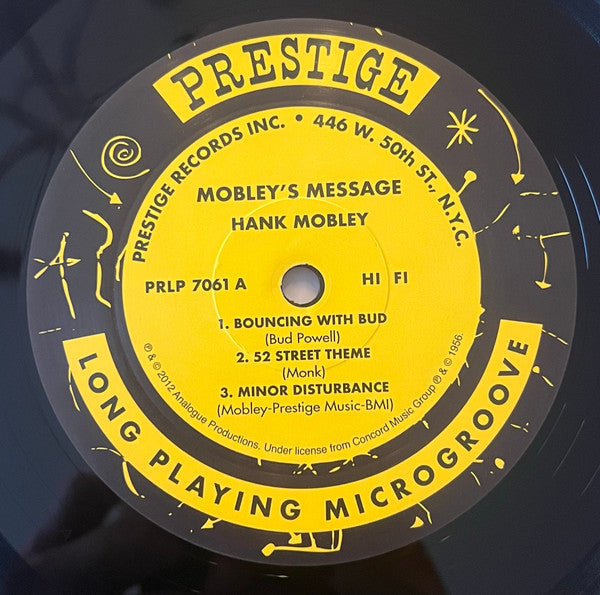 PRESTIGE
PRESTIGE RECORDS INC. • 446 W. 50th ST., N.Y.C.
MOBLEY'S MESSAGE
HANK MOBLEY
PRLP 7061 A HI FI
1. BOUNCING WITH BUD
(Bud Powell)
2. 52 STREET THEME
(Monk)
3. MINOR DISTURBANCE
(Mobley-Prestige Music-BMI)
℗ & © 2012 Analogue Productions. Under license from Concord Music Group ℗ & © 1956.
LONG PLAYING MICROGROOVE